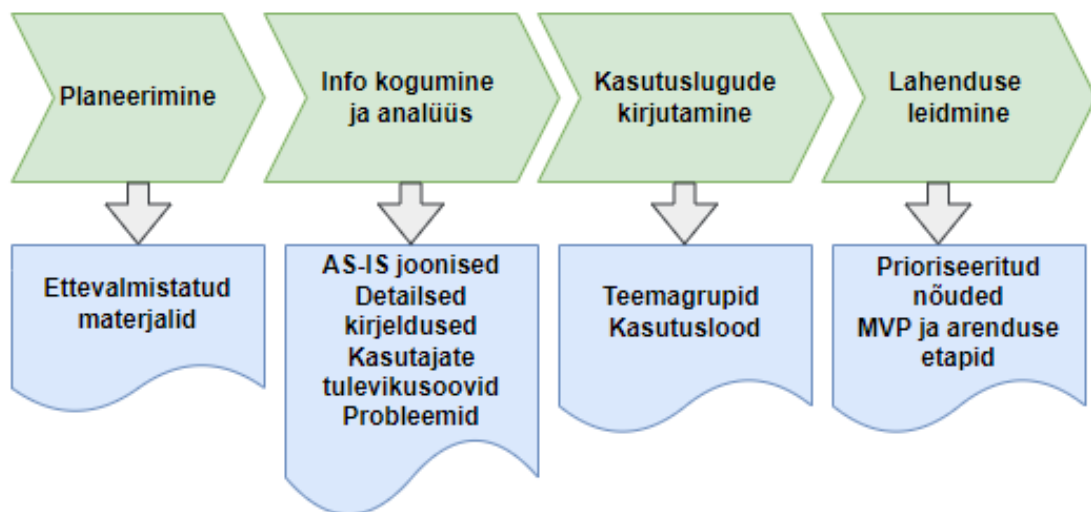 Planeerimine
Info kogumine
ja analüüs
Kasutuslugude
kirjutamine
Lahenduse
leidmine
Ettevalmistatud
materjalid
AS-IS joonised
Detailsed
kirjeldused
Kasutajate
tulevikusoovid
Probleemid
Teemagrupid
Kasutuslood
Prioriseeritud
nõuded
MVP ja arenduse
etapid